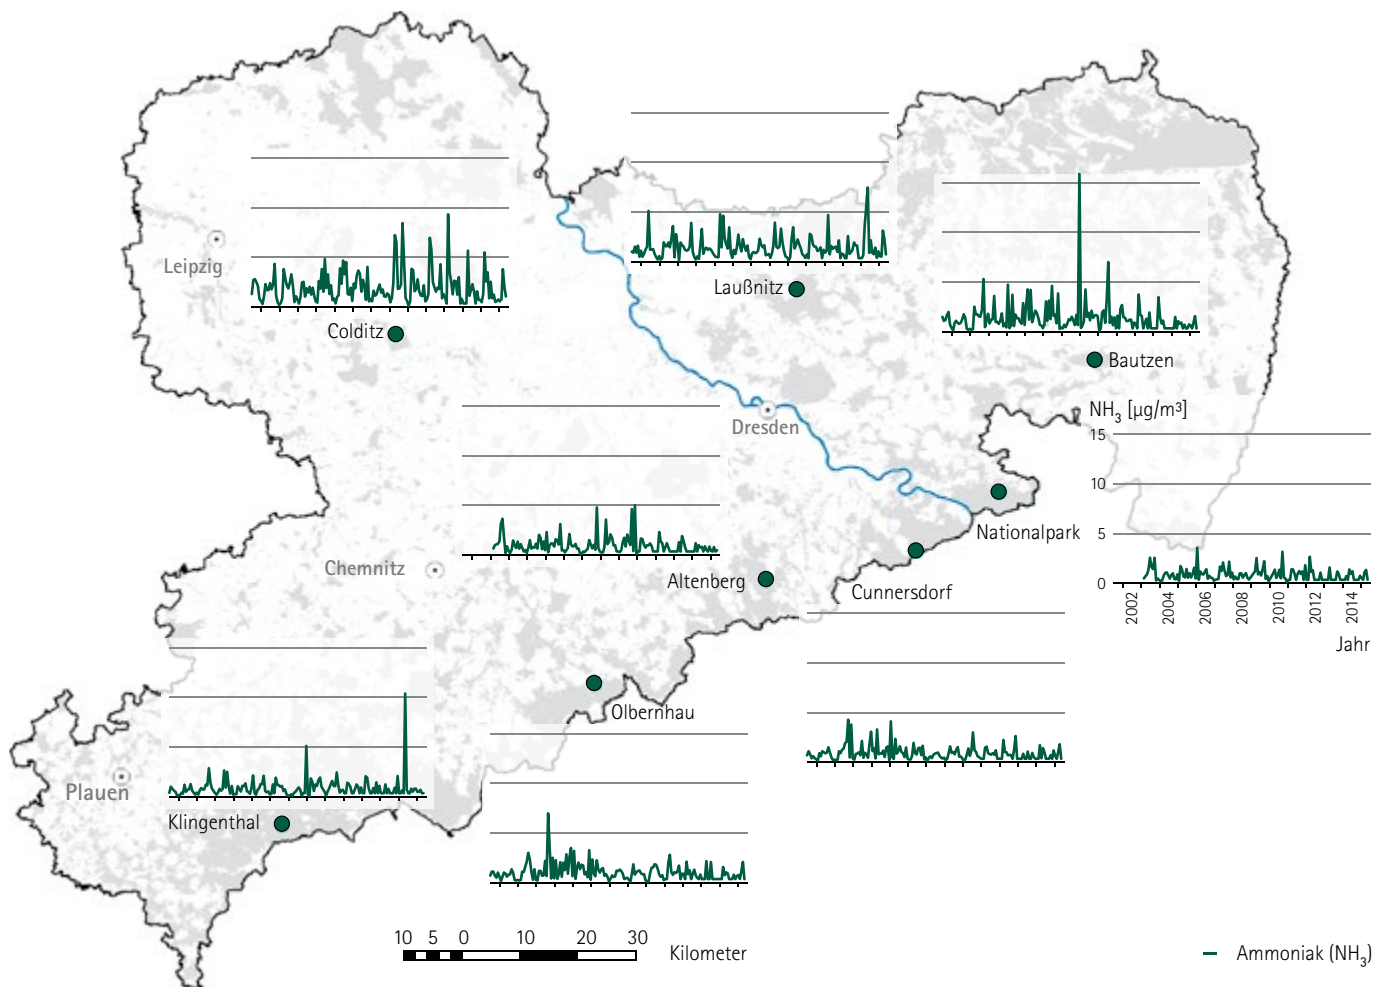 Leipzig
Colditz
Laußnitz
Bautzen
Dresden
NH₃ [µg/m³]
15
10
5
0
2002 2004 2006 2008 2010 2012 2014
Jahr
Nationalpark
Cunnersdorf
Altenberg
Chemnitz
Olbernhau
Plauen
Klingenthal
10 5 0 10 20 30 Kilometer
Ammoniak (NH₃)